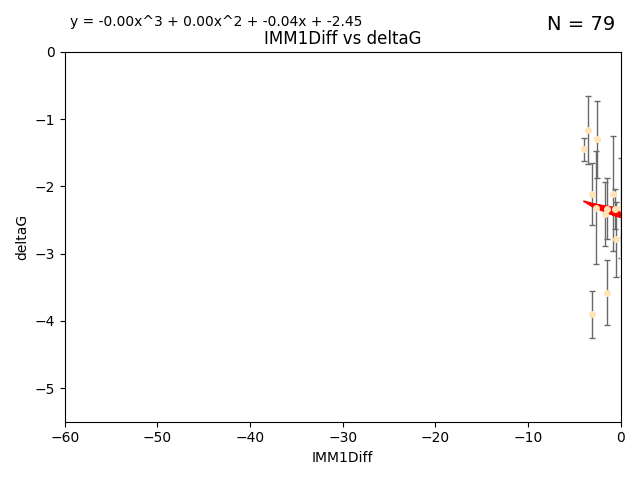 y = -0.00x^3 + 0.00x^2 + -0.04x + -2.45
N = 79
IMM1Diff vs deltaG
0
−1
−2
−3
−4
−5
deltaG
−60 −50 −40 −30 −20 −10 0
IMM1Diff